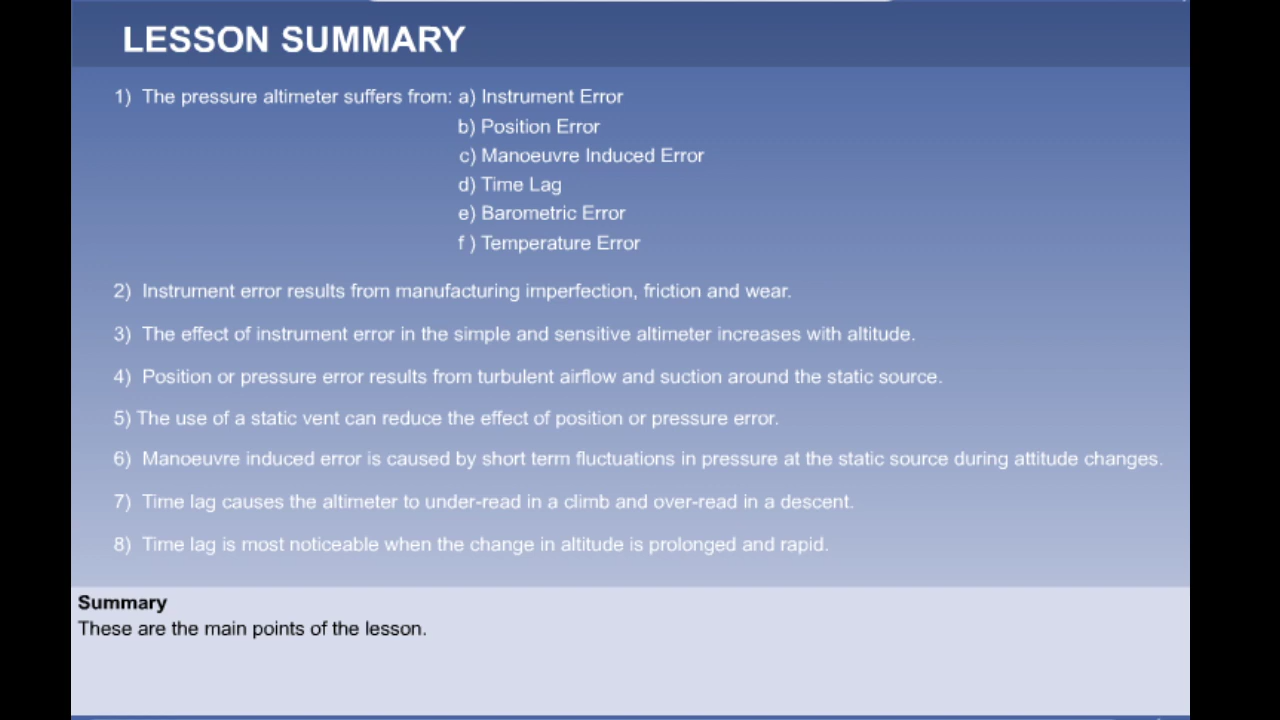 LESSON SUMMARY
1) The pressure altimeter suffers from: a) Instrument Error
b) Position Error
c) Manoeuvre Induced Error
d) Time Lag
e) Barometric Error
f ) Temperature Error
2) Instrument error results from manufacturing imperfection, friction and wear.
3) The effect of instrument error in the simple and sensitive altimeter increases with altitude.
4) Position or pressure error results from turbulent airflow and suction around the static source.
5) The use of a static vent can reduce the effect of position or pressure error.
6) Manoeuvre induced error is caused by short term fluctuations in pressure at the static source during attitude changes.
7) Time lag causes the altimeter to under-read in a climb and over-read in a descent.
8) Time lag is most noticeable when the change in altitude is prolonged and rapid.
Summary
These are the main points of the lesson.